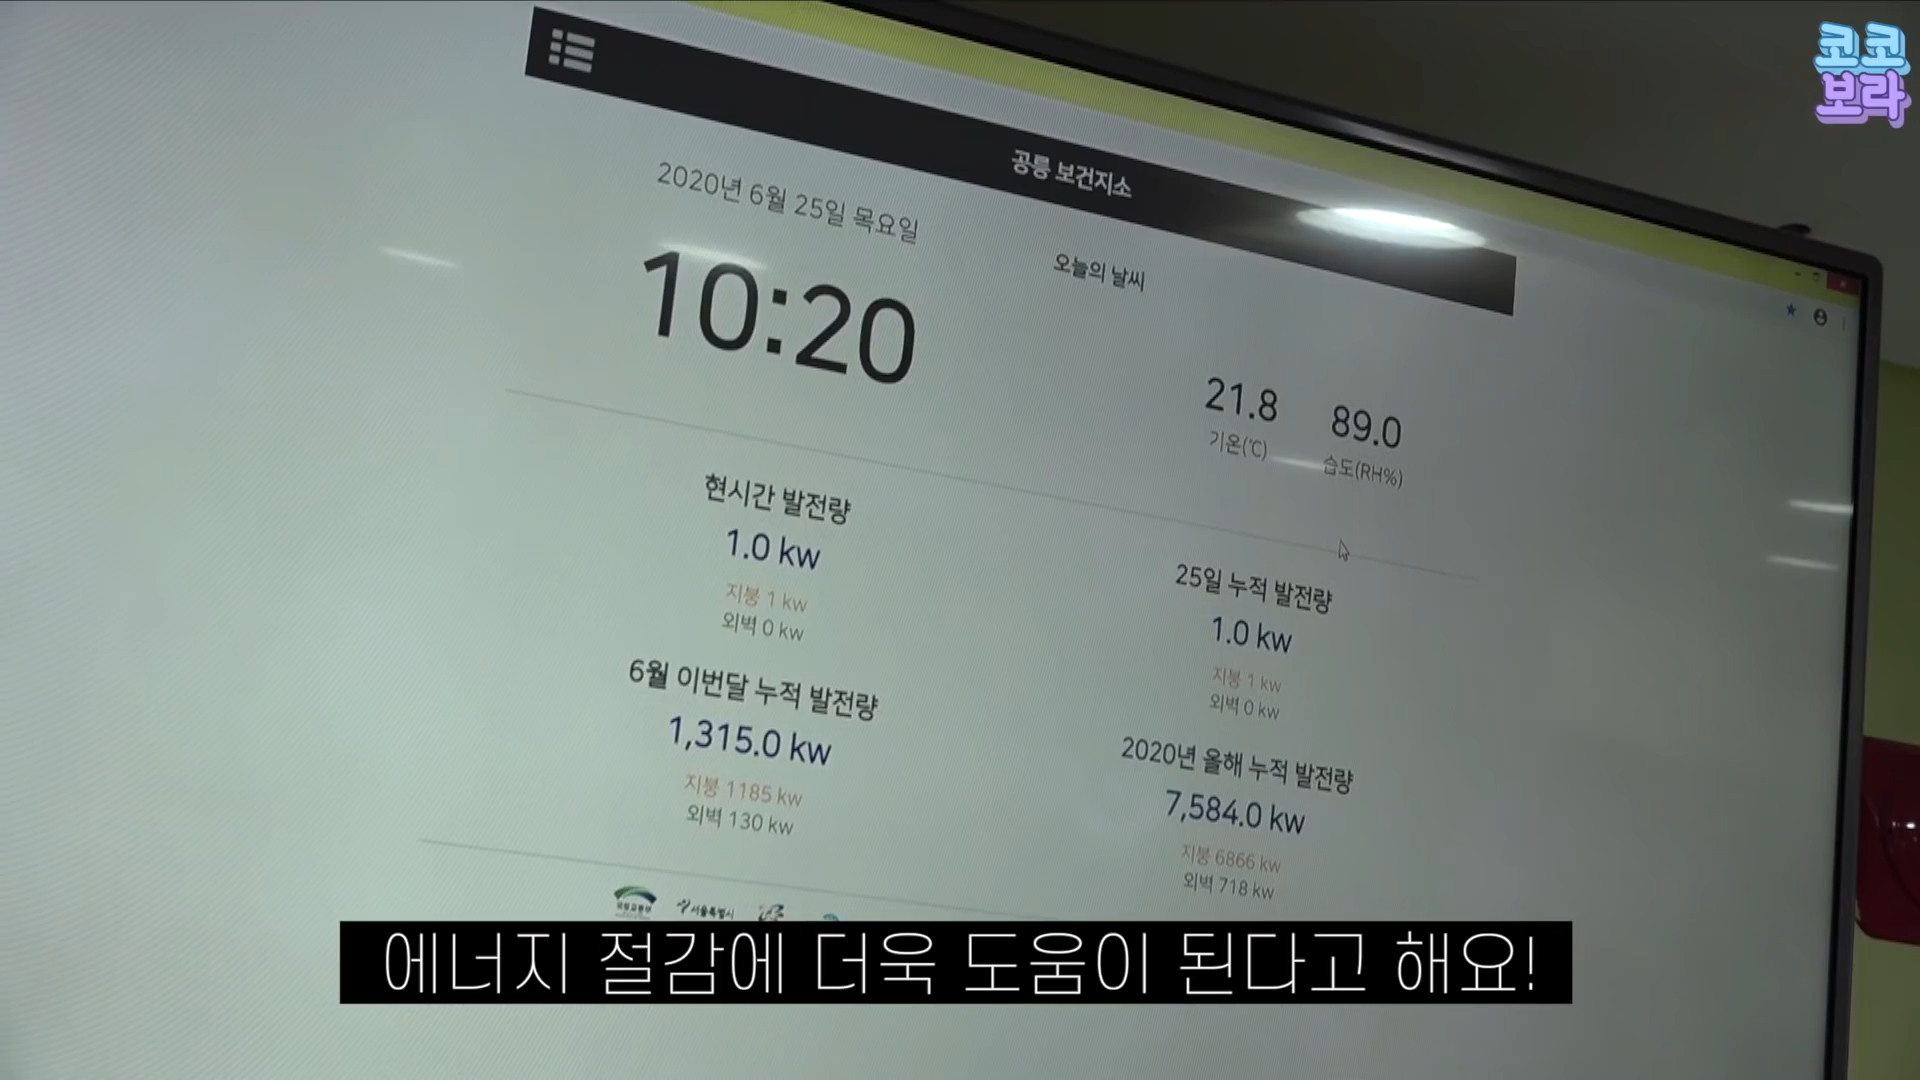 코코
보라
공릉 보건지소
2020년 6월 25일 목요일
10:20
오늘의 날씨
21.8
기온(℃)
89.0
습도(RH%)
현시간 발전량
1.0 kw
지붕 1 kw
외벽 0 kw
25일 누적 발전량
1.0 kw
지붕 1 kw
외벽 0 kw
6월 이번달 누적 발전량
1,315.0 kw
지붕 1185 kw
외벽 130 kw
2020년 올해 누적 발전량
7,584.0 kw
지붕 6866 kw
외벽 718 kw
국토교통부
서울특별시
에너지 절감에 더욱 도움이 된다고 해요!